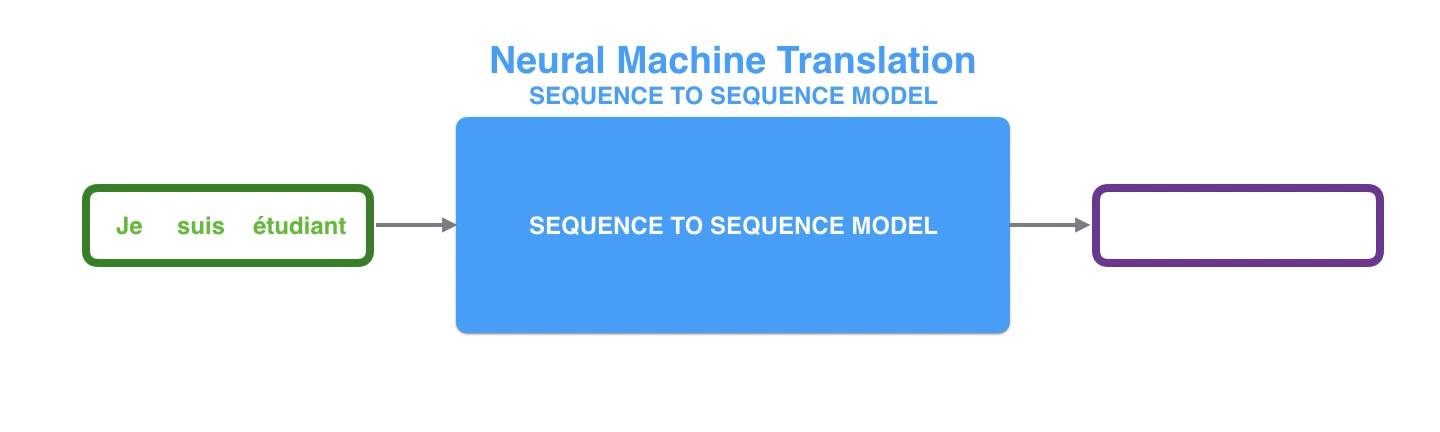 Neural Machine Translation
SEQUENCE TO SEQUENCE MODEL
Je suis étudiant
SEQUENCE TO SEQUENCE MODEL